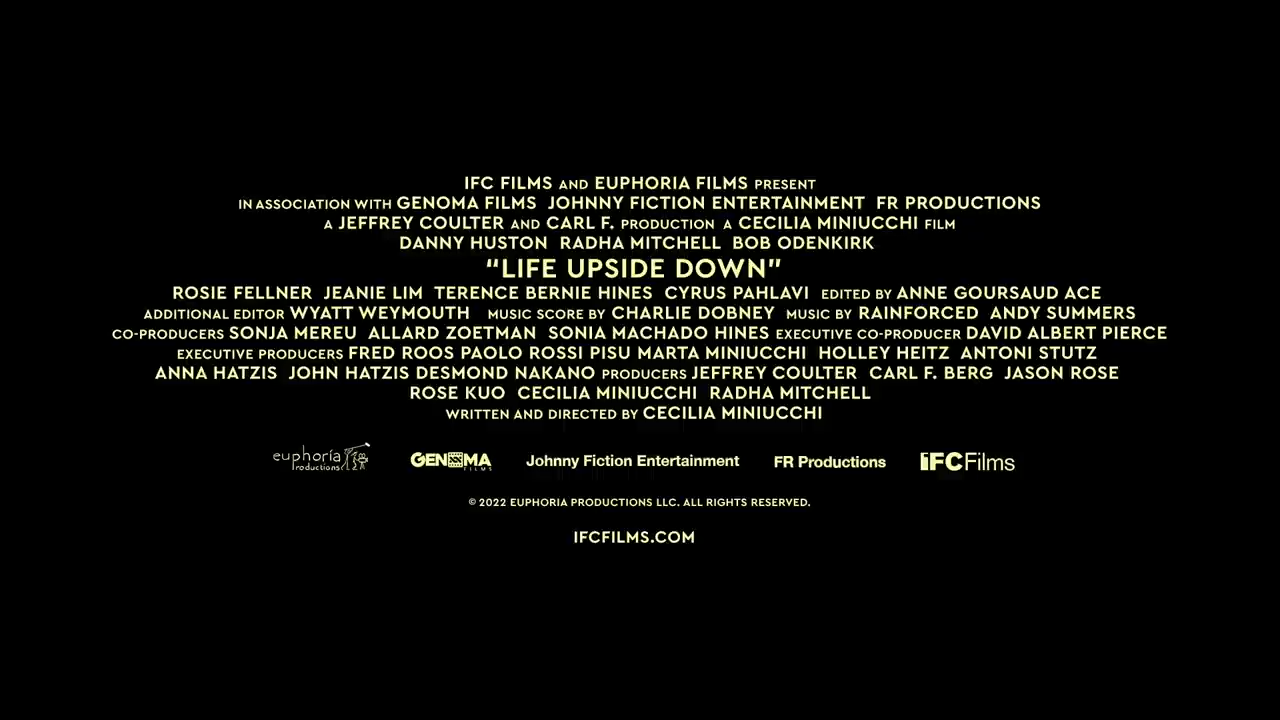 IFC FILMS AND EUPHORIA FILMS PRESENT
IN ASSOCIATION WITH GENOMA FILMS JOHNNY FICTION ENTERTAINMENT FR PRODUCTIONS
A JEFFREY COULTER AND CARL F. PRODUCTION A CECILIA MINIUCCHI FILM
DANNY HUSTON RADHA MITCHELL BOB ODENKIRK
“LIFE UPSIDE DOWN”
ROSIE FELLNER JEANIE LIM TERENCE BERNIE HINES CYRUS PAHLAVI EDITED BY ANNE GOURSAUD ACE
ADDITIONAL EDITOR WYATT WEYMOUTH MUSIC SCORE BY CHARLIE DOBNEY MUSIC BY RAINFORCED ANDY SUMMERS
CO-PRODUCERS SONJA MEREU ALLARD ZOETMAN SONIA MACHADO HINES EXECUTIVE CO-PRODUCER DAVID ALBERT PIERCE
EXECUTIVE PRODUCERS FRED ROOS PAOLO ROSSI PISU MARTA MINIUCCHI HOLLEY HEITZ ANTONI STUTZ
ANNA HATZIS JOHN HATZIS DESMOND NAKANO PRODUCERS JEFFREY COULTER CARL F. BERG JASON ROSE
ROSE KUO CECILIA MINIUCCHI RADHA MITCHELL
WRITTEN AND DIRECTED BY CECILIA MINIUCCHI
euphoria Productions GENOMA FILMS Johnny Fiction Entertainment FR Productions IFC Films
© 2022 EUPHORIA PRODUCTIONS LLC. ALL RIGHTS RESERVED.
IFCFILMS.COM